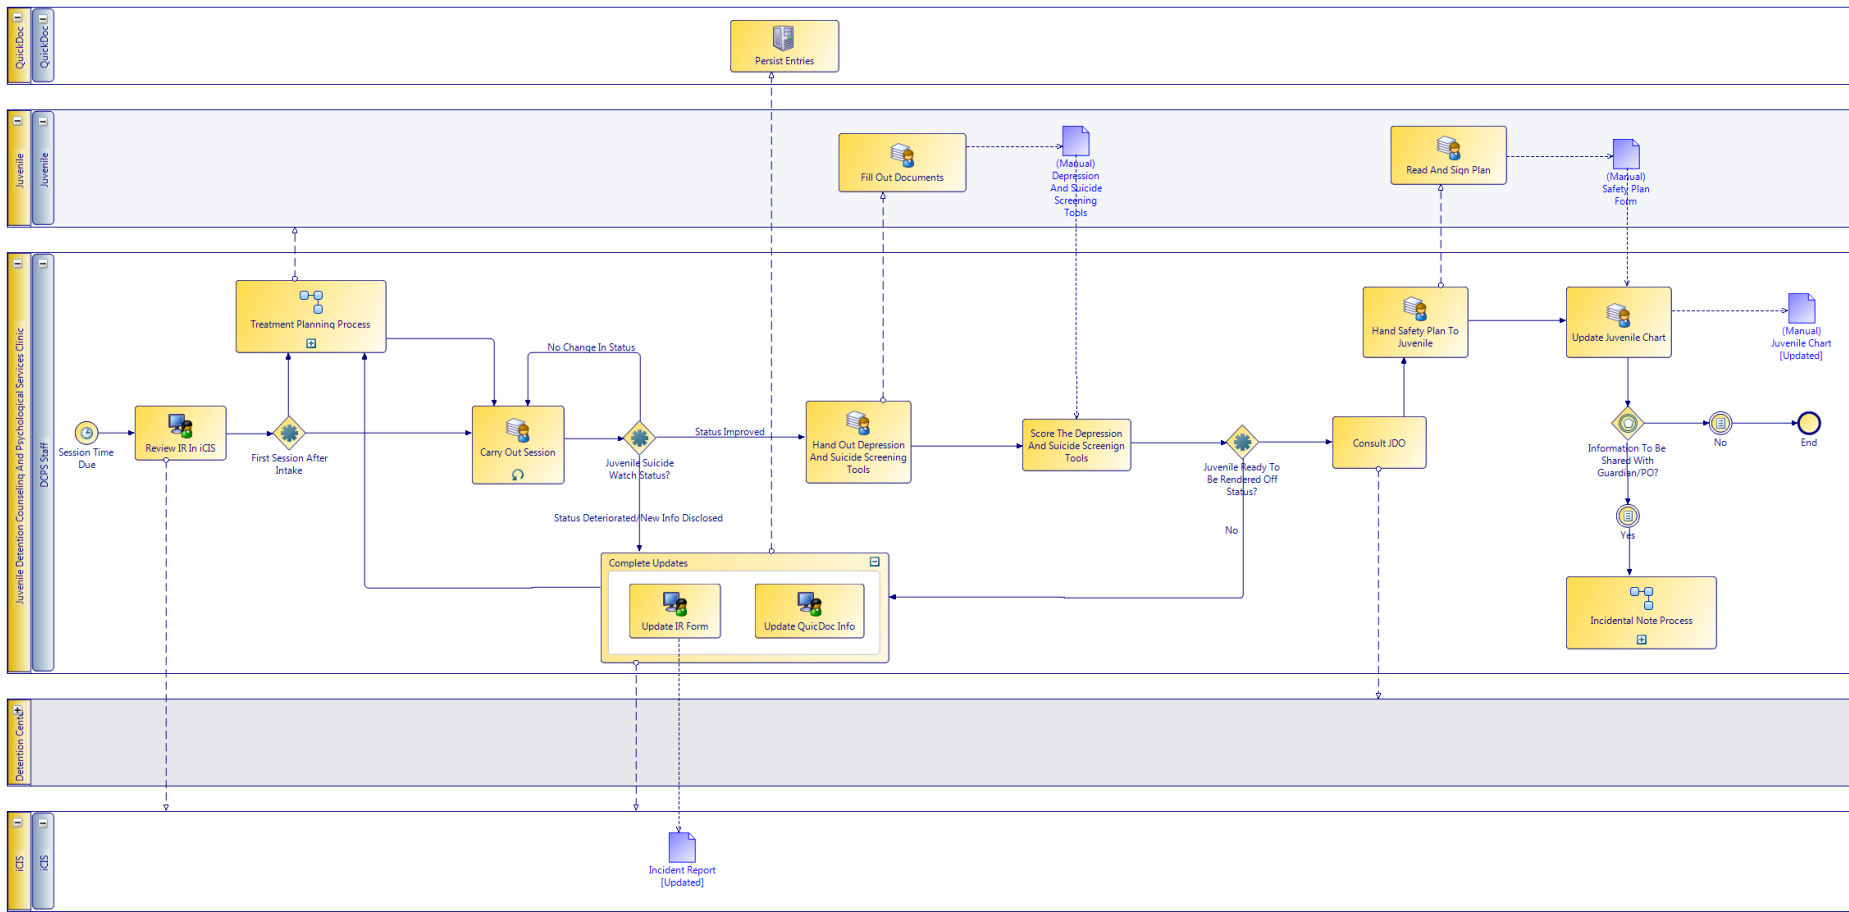 QuickDoc
QuickDoc
Persist Entries
Juvenile
Juvenile
Fill Out Documents
(Manual)
Depression
And Suicide
Screening
Tools
Read And Sign Plan
(Manual)
Safety Plan
Form
Juvenile Detention Counseling And Psychological Services Clinic
DCPS Staff
Treatment Planning Process
No Change In Status
Hand Safety Plan To
Juvenile
Update Juvenile Chart
(Manual)
Juvenile Chart
[Updated]
Session Time
Due
Review IR In iCIS
First Session After
Intake
Carry Out Session
Juvenile Suicide
Watch Status?
Status Improved
Hand Out Depression
And Suicide Screening
Tools
Score The Depression
And Suicide Screenign
Tools
Juvenile Ready To
Be Rendered Off
Status?
Consult JDO
Information To Be
Shared With
Guardian/PO?
No
End
Status Deteriorated/New Info Disclosed
No
Yes
Complete Updates
Update IR Form
Update QuicDoc Info
Incidental Note Process
Detention Center
iCIS
iCIS
Incident Report
[Updated]